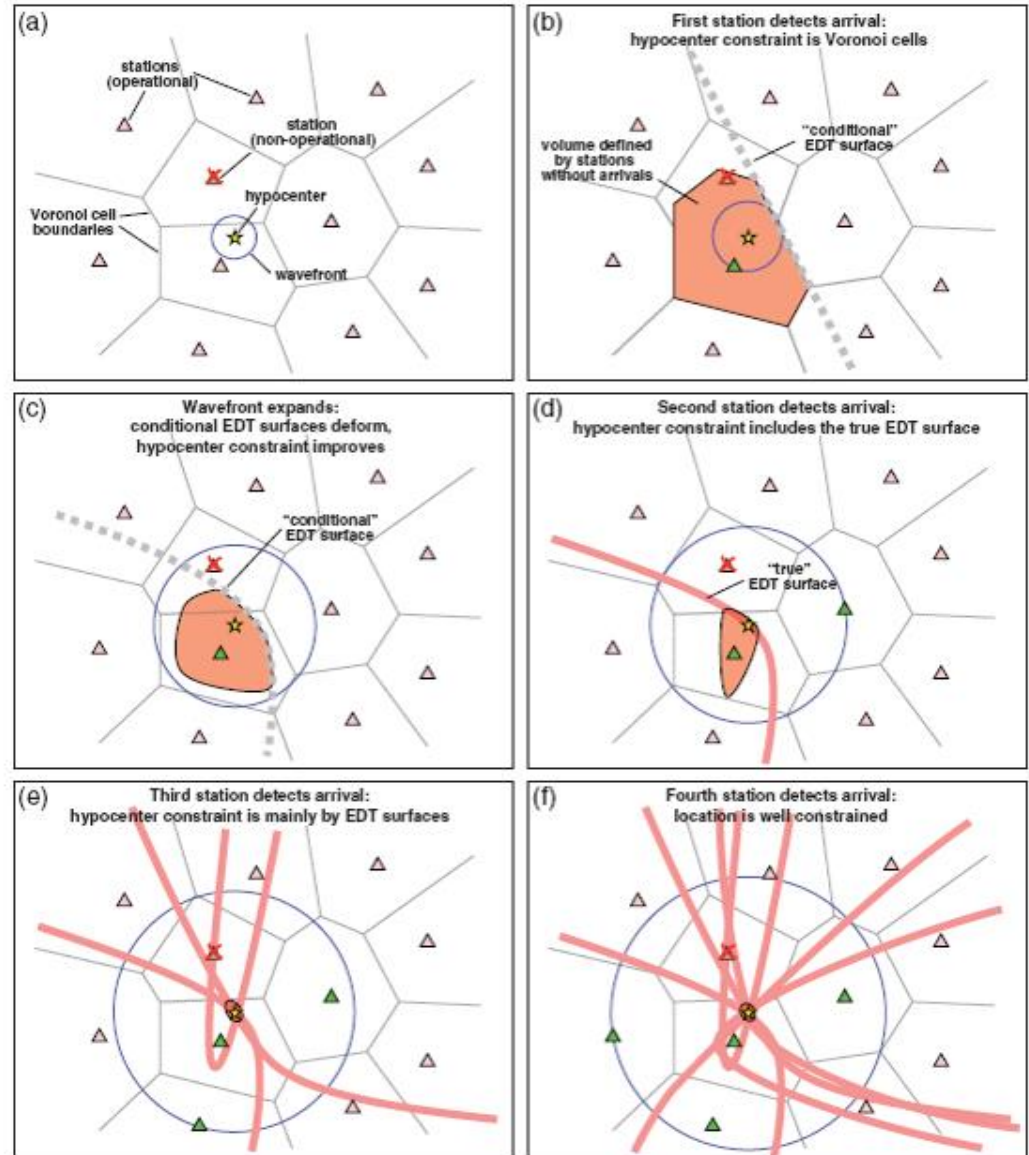 (a)
stations
(operational)
station
(non-operational)
hypocenter
Voronoi cell
boundaries
wavefront
(b)
First station detects arrival:
hypocenter constraint is Voronoi cells
"conditional"
EDT surface
volume defined
by stations
without arrivals
(c)
Wavefront expands:
conditional EDT surfaces deform,
hypocenter constraint improves
"conditional"
EDT surface
(d)
Second station detects arrival:
hypocenter constraint includes the true EDT surface
"true"
EDT surface
(e)
Third station detects arrival:
hypocenter constraint is mainly by EDT surfaces
(f)
Fourth station detects arrival:
location is well constrained